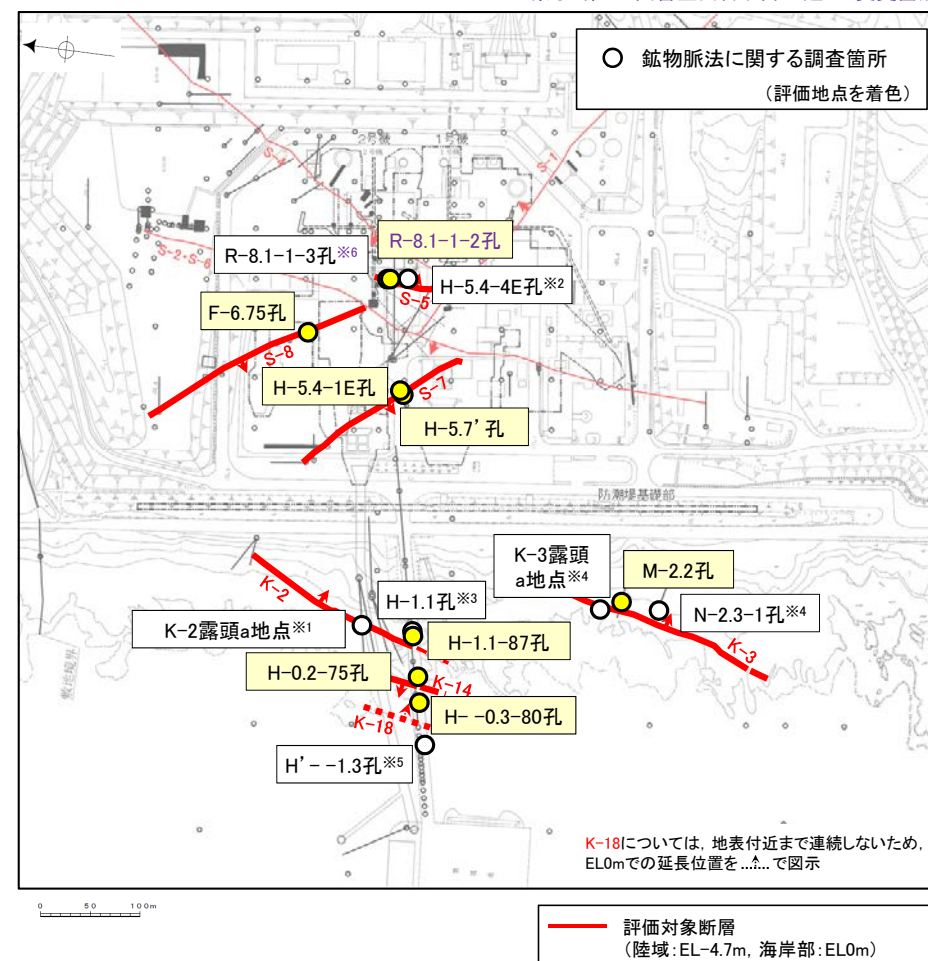 ○ 鉱物脈法に関する調査箇所
(評価地点を着色)
2号機
1号機
S-4
S-1
S-2・S-6
R-8.1-1-2孔
R-8.1-1-3孔※6
H-5.4-4E孔※2
S-5
F-6.75孔
S-8
H-5.4-1E孔
S-7
H-5.7’孔
防潮堤基礎部
K-3露頭
a地点※4
M-2.2孔
K-2
H-1.1孔※3
N-2.3-1孔※4
K-2露頭a地点※1
H-1.1-87孔
K-3
敷地境界
H-0.2-75孔
K-14
K-18
H- -0.3-80孔
H’- -1.3孔※5
K-18については, 地表付近まで連続しないため,
EL0mでの延長位置を…….で図示
0 50 100m
評価対象断層
(陸域:EL-4.7m, 海岸部:EL0m)